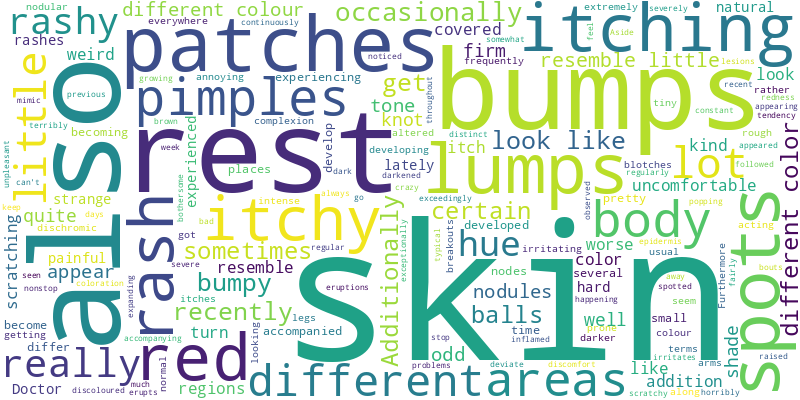 different colour
occasionally
itching
natural
extremely
severely
everywhere
continuously
nodular
rashy
rashes
weird
patches
covered
feel
Aside
somewhat
firm
noticed
frequently
resemble little
look
lesions
growing
annoying
experiencing
previous
mimic
little
also
pimples
get
tone
bumps
tiny
rather
recent
redness
constant
appearing
tendency
terribly
becoming
brown
complexion
knot
altered
distinct
rough
appeared
week
develop
dark
developing
look like
kind
blotches
followed
unpleasant
can't
places
rest
lately
darkened
itch
lumps
lot
regularly
strange
experienced
bothersome
crazy
exceedingly
uncomfortable
throughout
different color
keep
days
quite
dischromic
rash
itchy
always
intense
go
certain
pretty
body
popping
acting
painful
bad
sometimes
Additionally
exceptionally
developed
hue
irritating
observed
worse
epidermis
usual
scratching
seen
appear
got
regular
resemble
severe
typical
breakouts
nodes
color
several
hard
away
spotted
Furthermore
fairly
bouts
spots
nonstop
coloration
expanding
bumpy
itches
eruptions
skin
nodules
happening
seem
prone
small
recently
legs
become
getting
accompanying
red
turn
accompanied
balls
time
inflamed
well
darker
colour
shade
differ
really
looking
stop
odd
problems
deviate
discomfort
like
terms
irritates
raised
Doctor
discoloured
much
erupts
normal
regions
different
areas
addition
arms
scratchy
along
horribly